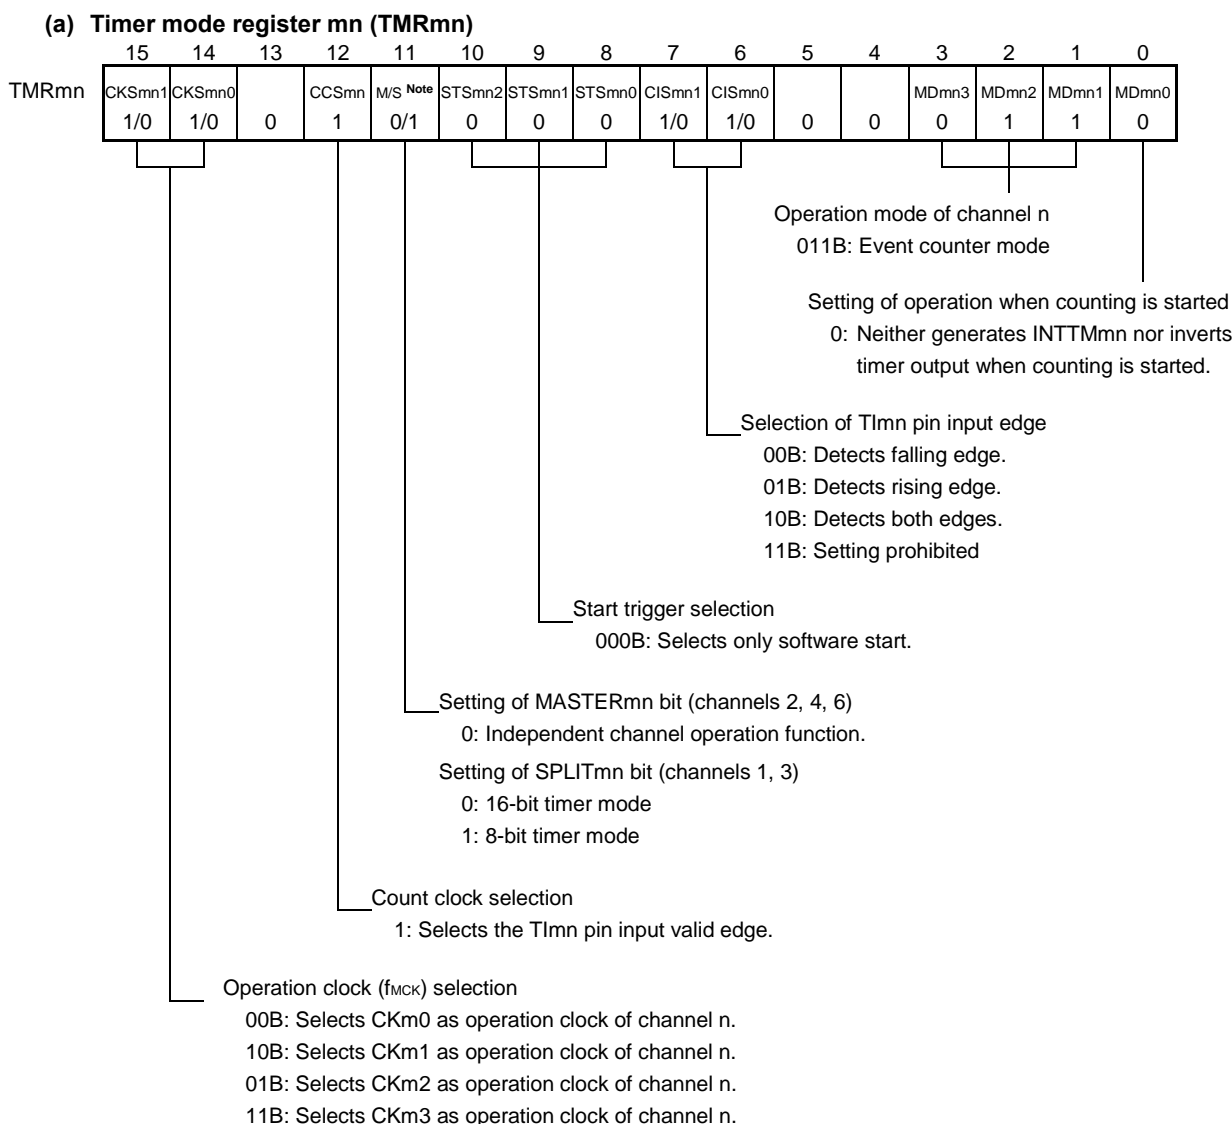 (a) Timer mode register mn (TMRmn)
15 14 13 12 11 10 9 8 7 6 5 4 3 2 1 0
TMRmn CKSmn1 CKSmn0 CCSmn M/S Note STSmn2 STSmn1 STSmn0 CISmn1 CISmn0 MDmn3 MDmn2 MDmn1 MDmn0
1/0 1/0 0 1 0/1 0 0 0 1/0 1/0 0 0 0 1 1 0
Operation mode of channel n
011B: Event counter mode
Setting of operation when counting is started
0: Neither generates INTTMmn nor inverts
timer output when counting is started.
Selection of TImn pin input edge
00B: Detects falling edge.
01B: Detects rising edge.
10B: Detects both edges.
11B: Setting prohibited
Start trigger selection
000B: Selects only software start.
Setting of MASTERmn bit (channels 2, 4, 6)
0: Independent channel operation function.
Setting of SPLITmn bit (channels 1, 3)
0: 16-bit timer mode
1: 8-bit timer mode
Count clock selection
1: Selects the TImn pin input valid edge.
Operation clock (fMCK) selection
00B: Selects CKm0 as operation clock of channel n.
10B: Selects CKm1 as operation clock of channel n.
01B: Selects CKm2 as operation clock of channel n.
11B: Selects CKm3 as operation clock of channel n.